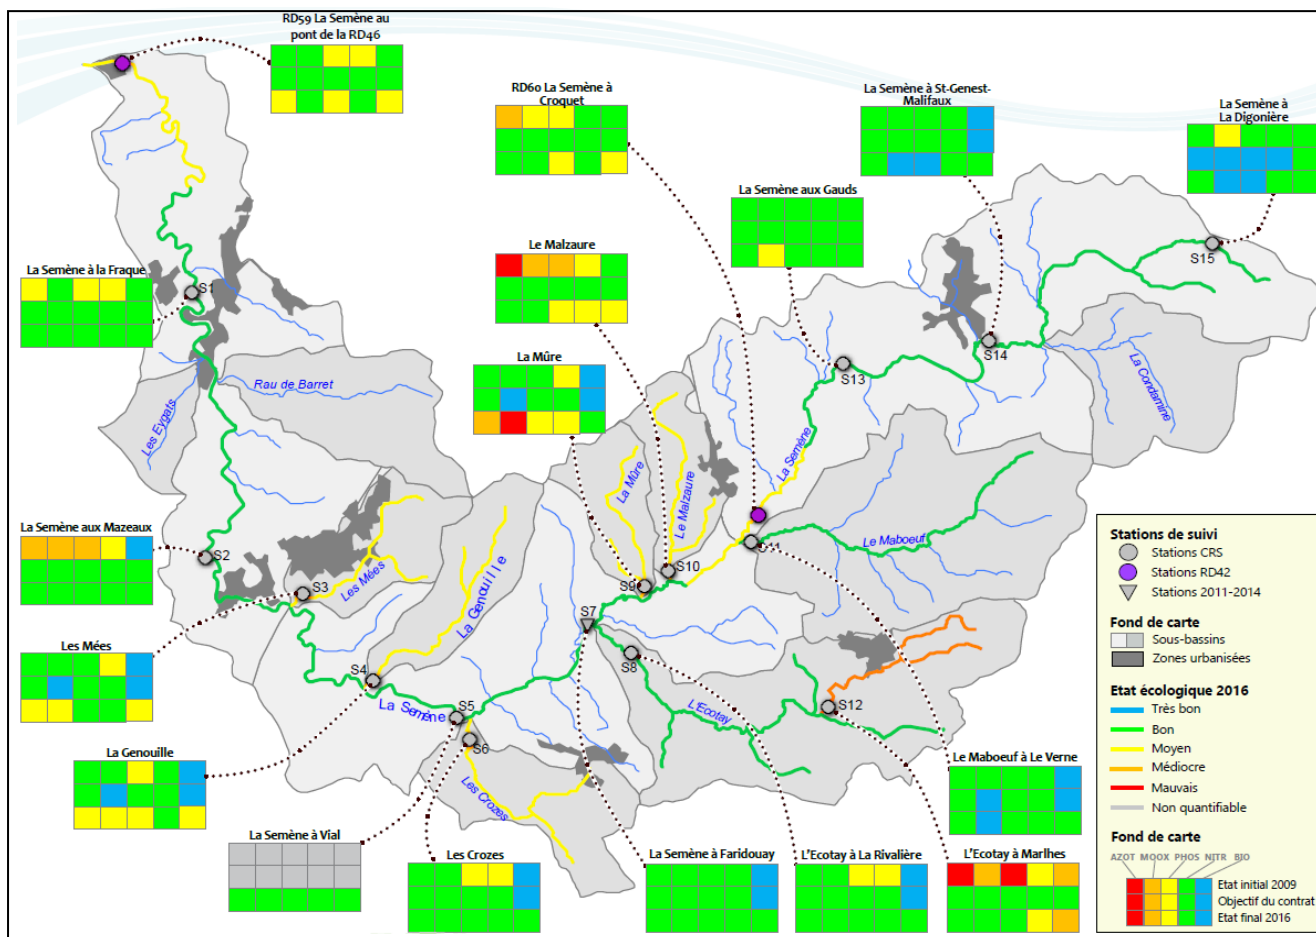 RD59 La Semène au
pont de la RD46
RD60 La Semène à
Croquet
La Semène à St-Genest-
Malifaux
La Semène à
La Digonière
La Semène aux Gauds
Le Malzaure
La Semène à la Fraque
La Mûre
S1
S15
S14
S13
La Condamine
Rau de Barret
Les Eygats
La Semène
La Mûre
Le Malzaure
La Semène aux Mazeaux
S2
S3
Les Mées
La Genouille
S11
Le Maboeuf
S10
S9
S7
S8
Les Mées
S4
S5
La Semène
S6
L'Ecotay
S12
La Genouille
Les Crozes
Le Maboeuf à Le Verne
La Semène à Vial
Les Crozes
La Semène à Faridouay
L'Ecotay à La Rivalière
L'Ecotay à Marlhes
Stations de suivi
Stations CRS
Stations RD42
Stations 2011-2014
Fond de carte
Sous-bassins
Zones urbanisées
Etat écologique 2016
Très bon
Bon
Moyen
Médiocre
Mauvais
Non quantifiable
Fond de carte
AZOT MOOX PHOS NITR BIO
Etat initial 2009
Objectif du contrat
Etat final 2016